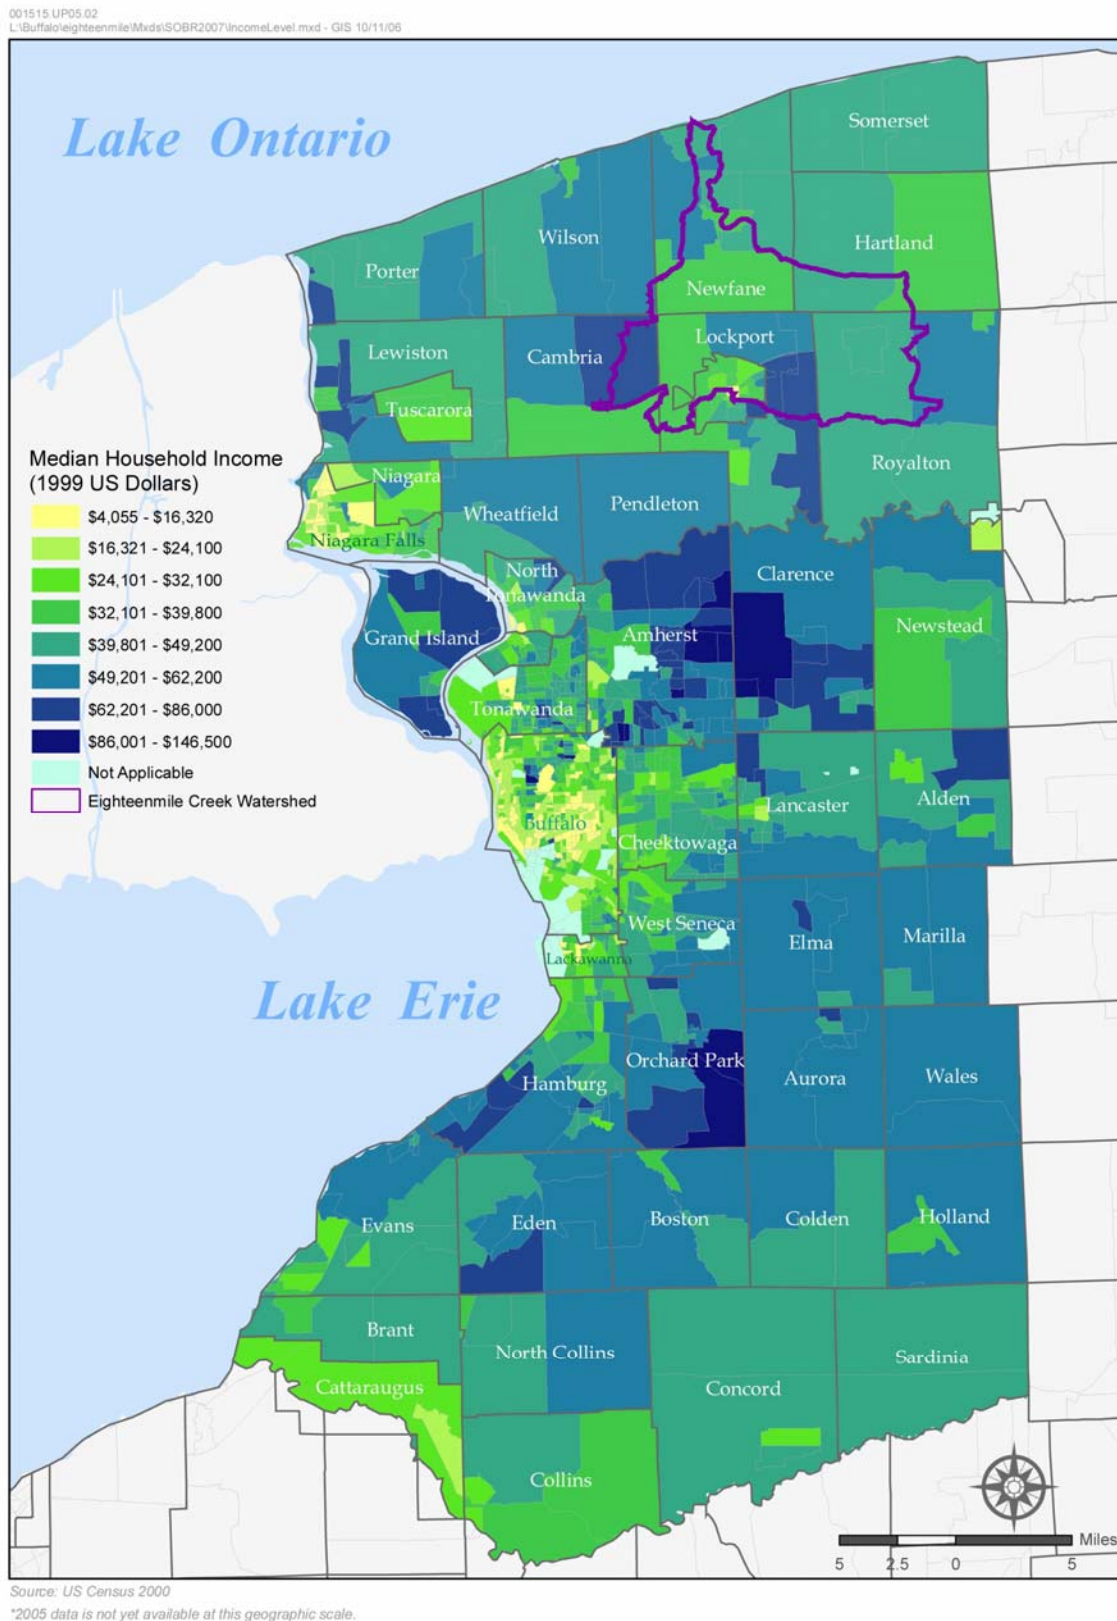 001515.UP05.02
L:\Buffalo\eighteenmile\Mxds\SOBR2007\IncomeLevel.mxd - GIS 10/11/06
Lake Ontario
Somerset
Wilson
Hartland
Porter
Newfane
Lockport
Lewiston
Cambria
Tuscarora
Median Household Income
(1999 US Dollars)
$4,055 - $16,320
$16,321 - $24,100
$24,101 - $32,100
$32,101 - $39,800
$39,801 - $49,200
$49,201 - $62,200
$62,201 - $86,000
$86,001 - $146,500
Not Applicable
Eighteenmile Creek Watershed
Royalton
Niagara
Pendleton
Wheatfield
Niagara Falls
North
Tonawanda
Clarence
Newstead
Grand Island
Amherst
Tonawanda
Lancaster
Alden
Buffalo
Cheektowaga
West Seneca
Elma
Marilla
Lackawanna
Lake Erie
Orchard Park
Hamburg
Aurora
Wales
Evans
Eden
Boston
Colden
Holland
Brant
North Collins
Sardinia
Cattaraugus
Concord
Collins
Miles
5 2.5 0 5
Source: US Census 2000
*2005 data is not yet available at this geographic scale.